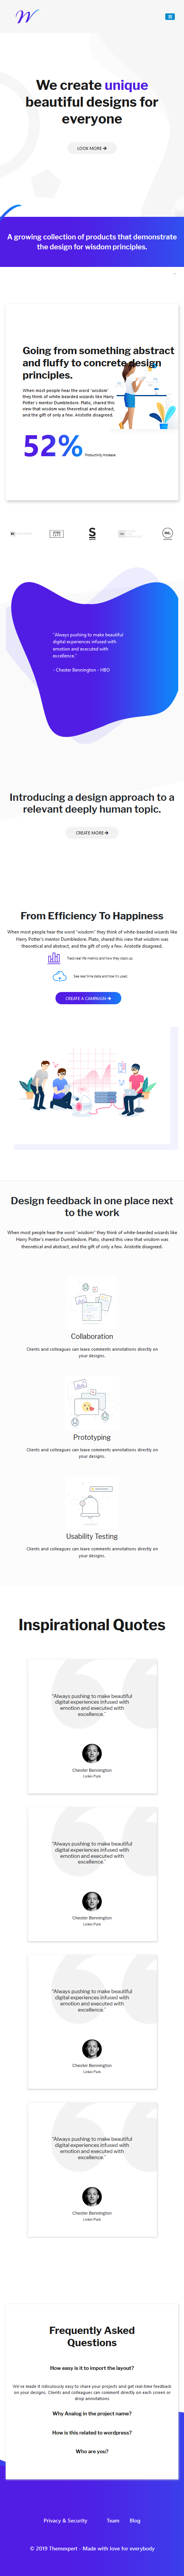 We create unique
beautiful designs for
everyone
LOOK MORE
A growing collection of products that demonstrate
the design for wisdom principles.
Going from something abstract
and fluffy to concrete design
principles.
When most people hear the word "wisdom"
they think of white-bearded wizards like Harry
Potter's mentor Dumbledore. Plato, shared this
view that wisdom was theoretical and abstract,
and the gift of only a few. Aristotle disagreed.
52% Productivity Increase
"Always pushing to make beautiful
digital experiences infused with
emotion and executed with
excellence."
- Chester Bennington - MBO
Introducing a design approach to a
relevant deeply human topic.
CREATE MORE
From Efficiency To Happiness
When most people hear the word "wisdom" they think of white-bearded wizards like
Harry Potter's mentor Dumbledore. Plato, shared this view that wisdom was
theoretical and abstract, and the gift of only a few. Aristotle disagreed.
Track real life metrics and how they stack up.
See real time data and how it's used.
CREATE A CAMPAIGN
Design feedback in one place next
to the work
When most people hear the word "wisdom" they think of white-bearded wizards like
Harry Potter's mentor Dumbledore. Plato, shared this view that wisdom was
theoretical and abstract, and the gift of only a few. Aristotle disagreed.
Collaboration
Clients and colleagues can leave comments annotations directly on
your designs.
Prototyping
Clients and colleagues can leave comments annotations directly on
your designs.
Usability Testing
Clients and colleagues can leave comments annotations directly on
your designs.
Inspirational Quotes
"Always pushing to make beautiful
digital experiences infused with
emotion and executed with
excellence."
Chester Bennington
Linkin Park
"Always pushing to make beautiful
digital experiences infused with
emotion and executed with
excellence."
Chester Bennington
Linkin Park
"Always pushing to make beautiful
digital experiences infused with
emotion and executed with
excellence."
Chester Bennington
Linkin Park
"Always pushing to make beautiful
digital experiences infused with
emotion and executed with
excellence."
Chester Bennington
Linkin Park
Frequently Asked
Questions
How easy is it to import the layout?
We've made it ridiculously easy to share your projects and get real-time feedback
on your designs. Clients and colleagues can comment directly on each screen or
drop annotations
Why Analog in the project name?
How is this related to wordpress?
Who are you?
Privacy & Security Team Blog
© 2019 Themexpert - Made with love for everybody